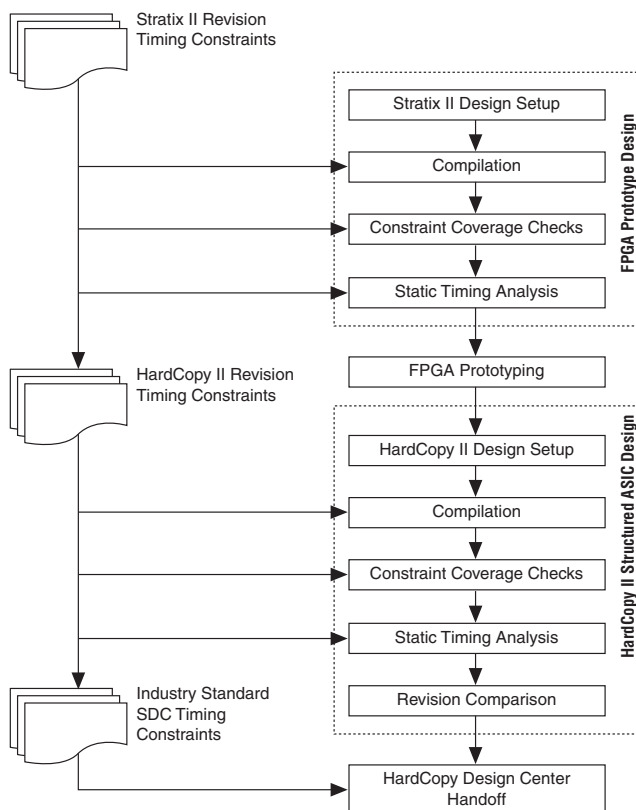 Stratix II Revision
Timing Constraints
Stratix II Design Setup
Compilation
Constraint Coverage Checks
Static Timing Analysis
FPGA Prototype Design
FPGA Prototyping
HardCopy II Revision
Timing Constraints
HardCopy II Design Setup
Compilation
Constraint Coverage Checks
Static Timing Analysis
Revision Comparison
HardCopy II Structured ASIC Design
Industry Standard
SDC Timing
Constraints
HardCopy Design Center
Handoff